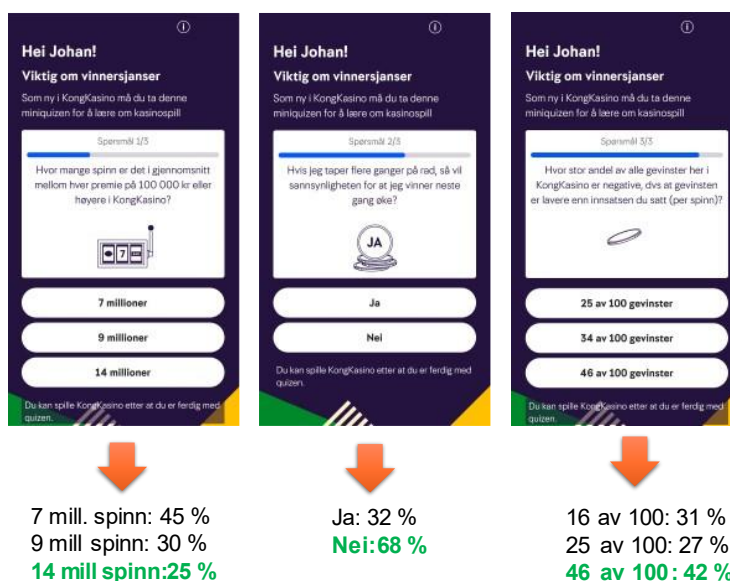 Hei Johan!
Viktig om vinnersjanser
Som ny i KongKasino må du ta denne
miniquizen for å lære om kasinospill
Spørsmål 1/3
Hvor mange spinn er det i gjennomsnitt
mellom hver premie på 100 000 kr eller
høyere i KongKasino?
7
7 millioner
9 millioner
14 millioner
Du kan spille KongKasino etter at du er ferdig med
quizen.
7 mill. spinn: 45 %
9 mill spinn: 30 %
14 mill spinn:25 %
Hei Johan!
Viktig om vinnersjanser
Som ny i KongKasino må du ta denne
miniquizen for å lære om kasinospill
Spørsmål 2/3
Hvis jeg taper flere ganger på rad, så vil
sannsynligheten for at jeg vinner neste
gang øke?
JA
Ja
Nei
Du kan spille KongKasino etter at du er ferdig med
quizen.
Ja: 32 %
Nei:68 %
Hei Johan!
Viktig om vinnersjanser
Som ny i KongKasino må du ta denne
miniquizen for å lære om kasinospill
Spørsmål 3/3
Hvor stor andel av alle gevinster her i
KongKasino er negative, dvs at gevinsten
er lavere enn innsatsen du satt (per spinn)?
25 av 100 gevinster
34 av 100 gevinster
46 av 100 gevinster
Du kan spille KongKasino etter at du er ferdig med
quizen.
16 av 100: 31 %
25 av 100: 27 %
46 av 100: 42 %